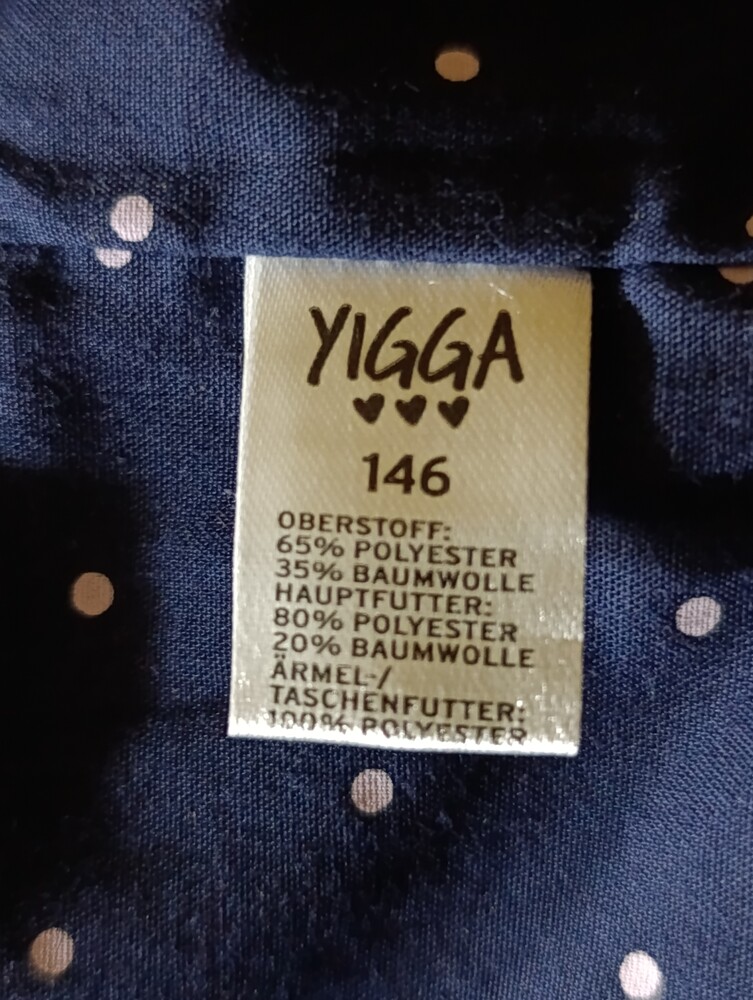 YIGGA
146
OBERSTOFF:
65% POLYESTER
35% BAUMWOLLE
HAUPTFUTTER:
80% POLYESTER
20% BAUMWOLLE
ÄRMEL-/
TASCHENFUTTER:
100% POLYESTER